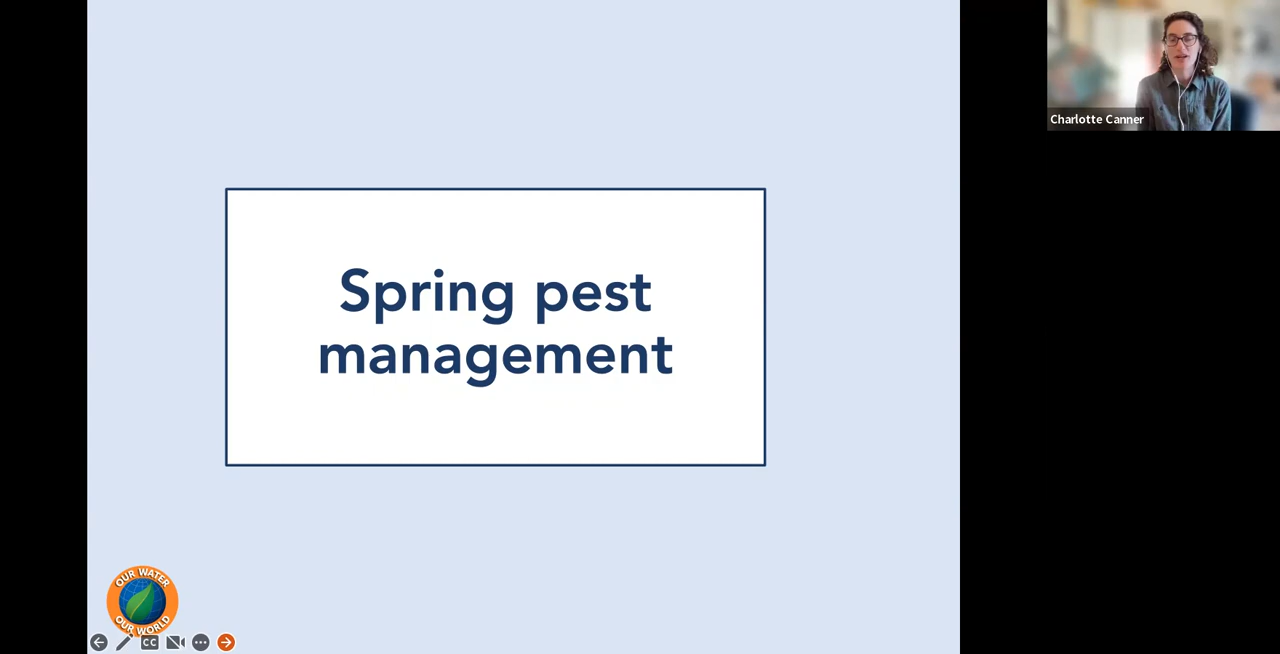 Charlotte Canner
Spring pest
management
OUR WATER
OUR WORLD
CC